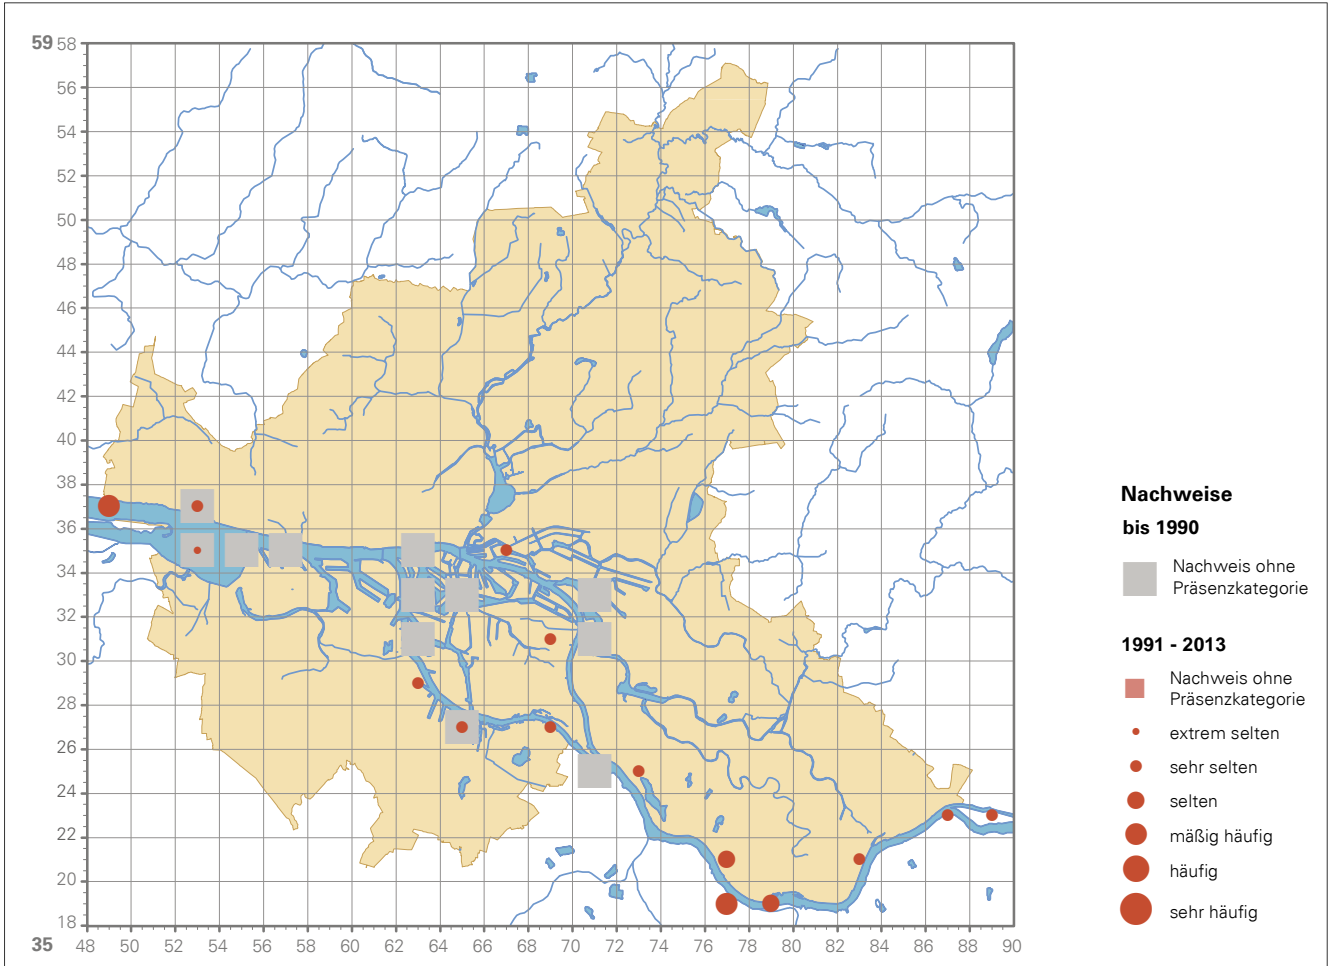 59 58
56
54
52
50
48
46
44
42
40
38
36
34
32
30
28
26
24
22
20
18
35
48 50 52 54 56 58 60 62 64 66 68 70 72 74 76 78 80 82 84 86 88 90
Nachweise
bis 1990
Nachweis ohne
Präsenzkategorie
1991 - 2013
Nachweis ohne
Präsenzkategorie
extrem selten
sehr selten
selten
mäßig häufig
häufig
sehr häufig